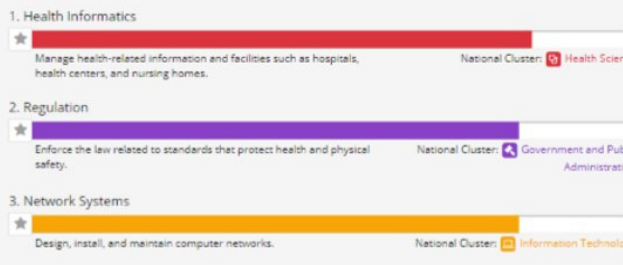 1. Health Informatics
Manage health-related information and facilities such as hospitals, National Cluster: Health Scien
health centers, and nursing homes.
2. Regulation
Enforce the law related to standards that protect health and physical National Cluster: Government and Pub
safety. Administrati
3. Network Systems
Design, install, and maintain computer networks. National Cluster: Information Technolo